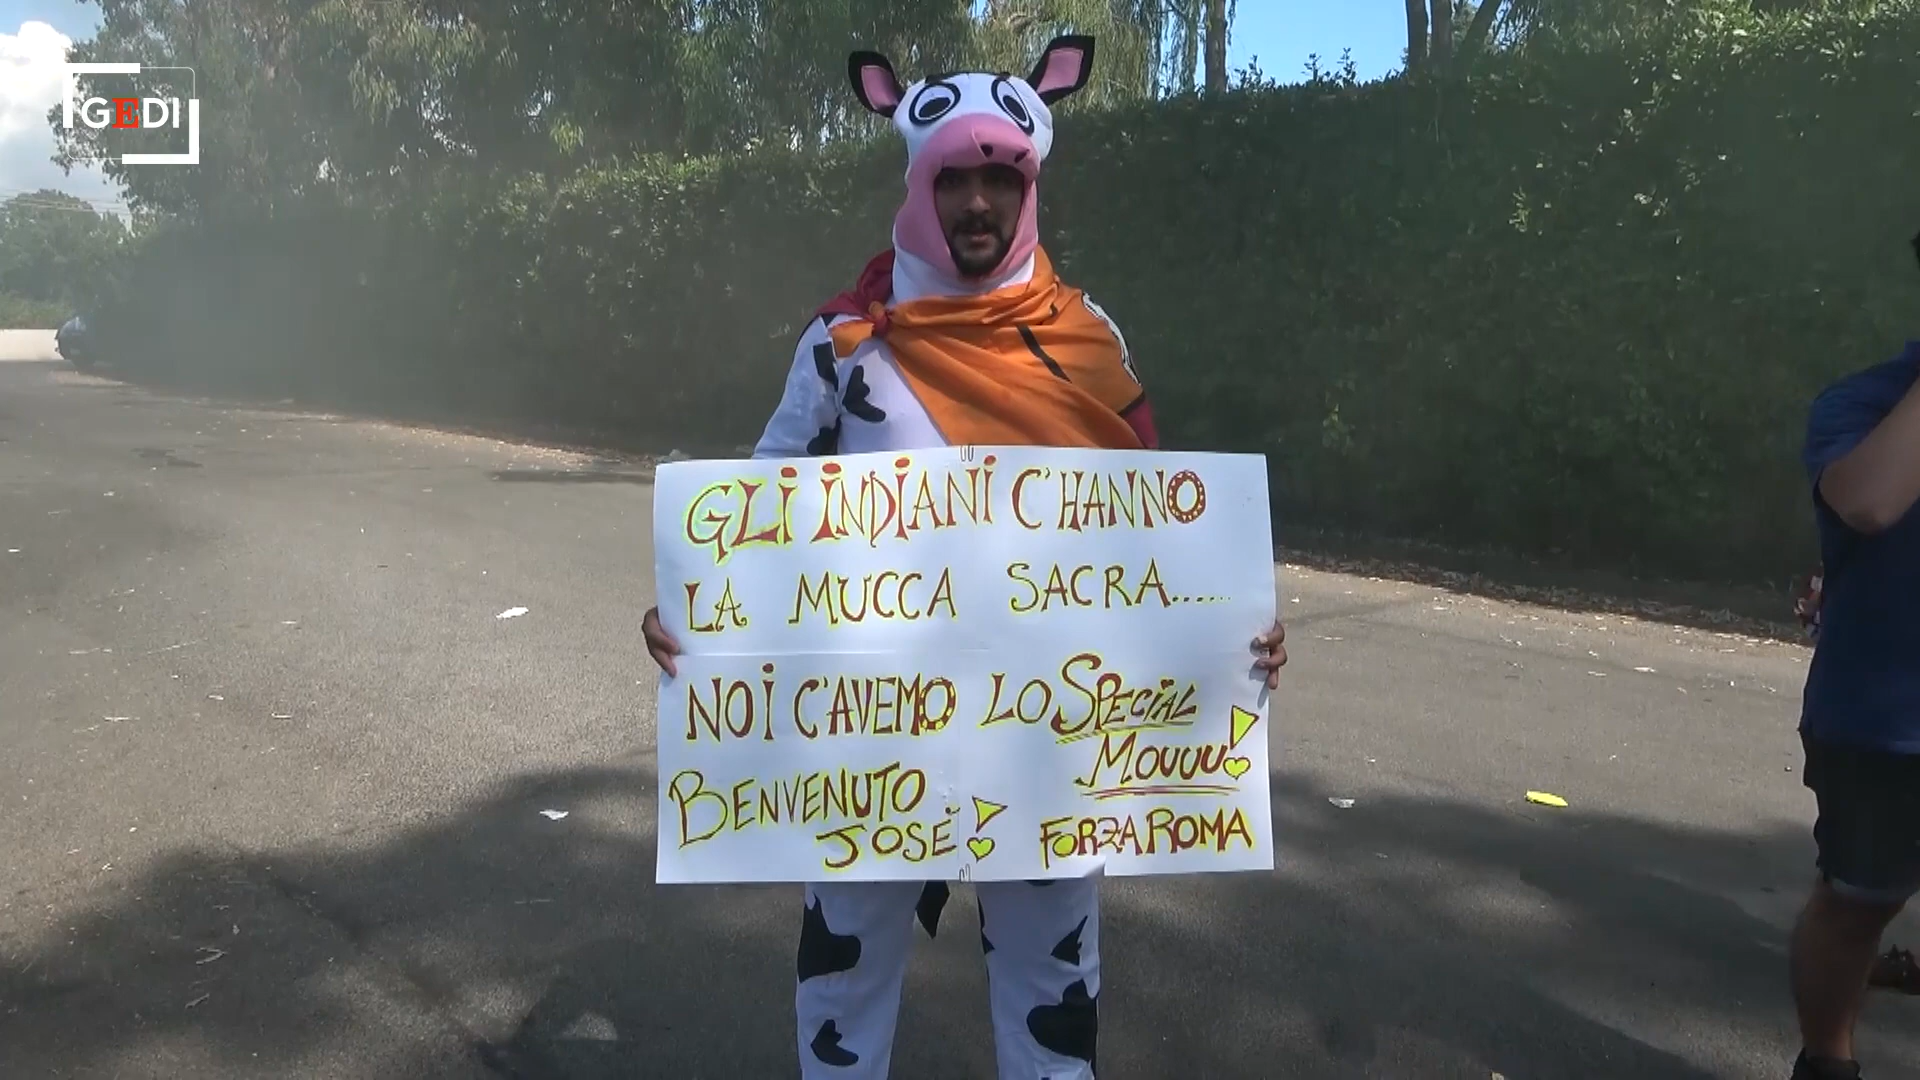 GEDI
GLI INDIANI C'HANNO
LA MUCCA SACRA......
NOI C'AVEMO LO SPECIAL
MOUUU!
BENVENUTO
JOSÈ!
FORZA ROMA